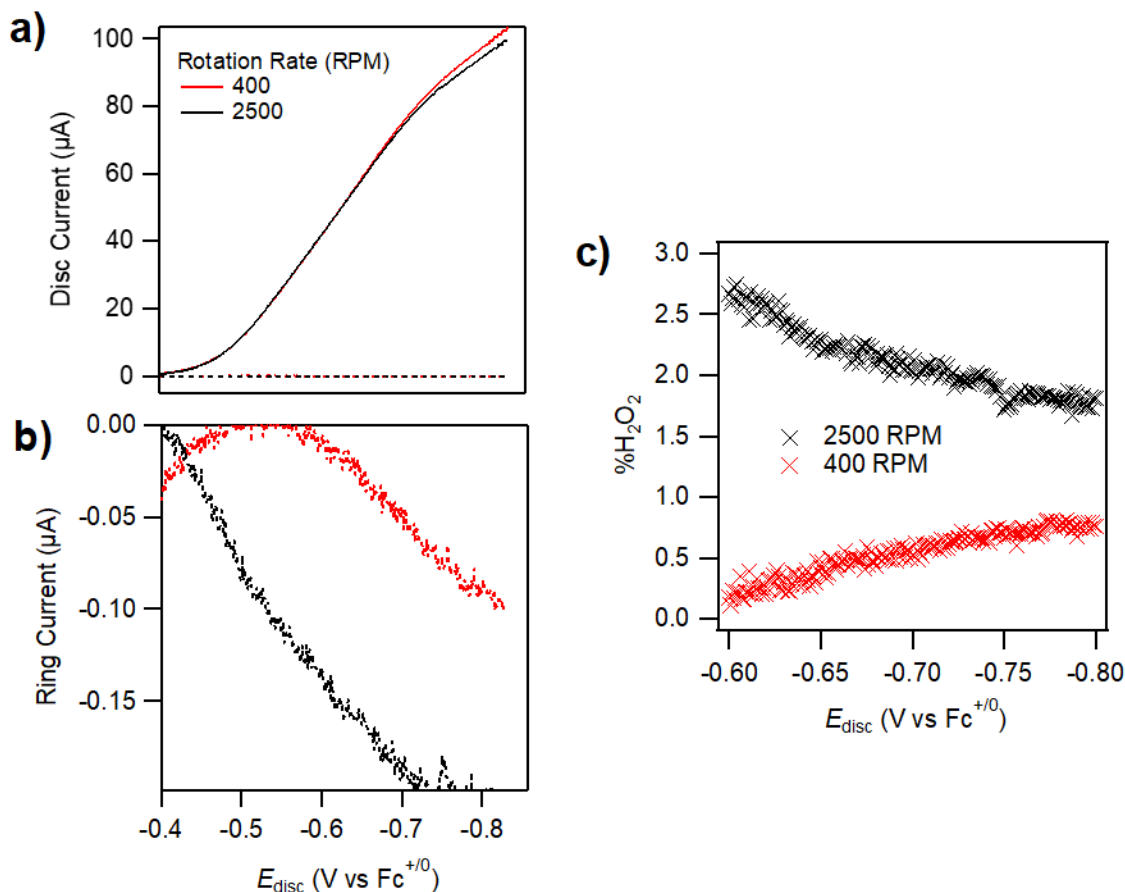 a)
100
80
60
40
20
0
Disc Current (µA)
Rotation Rate (RPM)
400
2500
b)
0.00
-0.05
-0.10
-0.15
Ring Current (µA)
-0.4 -0.5 -0.6 -0.7 -0.8
E_disc (V vs Fc^+/0)
c)
3.0
2.5
2.0
1.5
1.0
0.5
0.0
%H₂O₂
2500 RPM
400 RPM
-0.60 -0.65 -0.70 -0.75 -0.80
E_disc (V vs Fc^+/0)